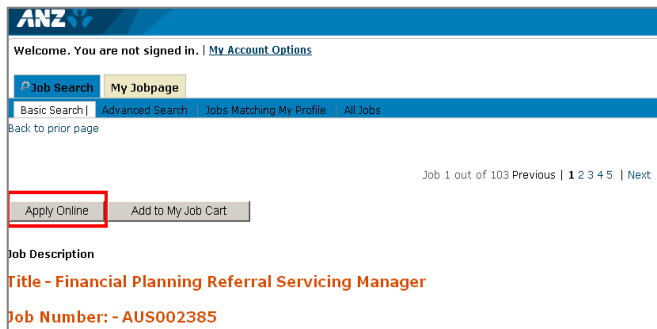 ANZ
Welcome. You are not signed in. | My Account Options
Job Search My Jobpage
Basic Search | Advanced Search | Jobs Matching My Profile | All Jobs
Back to prior page
Job 1 out of 103 Previous | 1 2 3 4 5 | Next
Apply Online Add to My Job Cart
Job Description
Title - Financial Planning Referral Servicing Manager
Job Number: - AUS002385